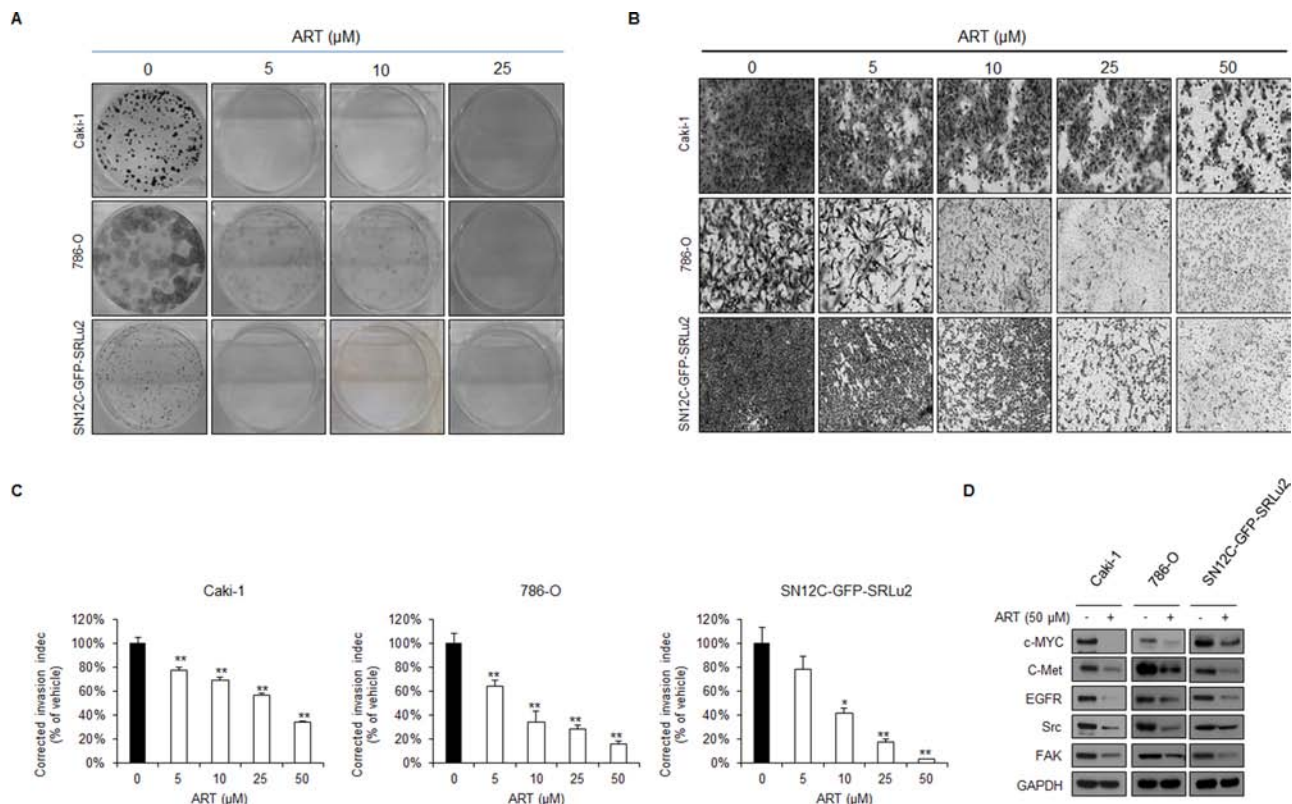 A
ART (µM)
0 5 10 25
Caki-1
786-O
SN12C-GFP-SRLu2
B
ART (µM)
0 5 10 25 50
Caki-1
786-O
SN12C-GFP-SRLu2
C
Caki-1
Corrected invasion indec
(% of vehicle)
120%
100%
80%
60%
40%
20%
0%
** ** ** **
0 5 10 25 50
ART (µM)
786-O
Corrected invasion indec
(% of vehicle)
120%
100%
80%
60%
40%
20%
0%
** ** ** **
0 5 10 25 50
ART (µM)
SN12C-GFP-SRLu2
Corrected invasion indec
(% of vehicle)
120%
100%
80%
60%
40%
20%
0%
* ** **
0 5 10 25 50
ART (µM)
D
Caki-1 786-O SN12C-GFP-SRLu2
ART (50 µM) - + - + - +
c-MYC
C-Met
EGFR
Src
FAK
GAPDH